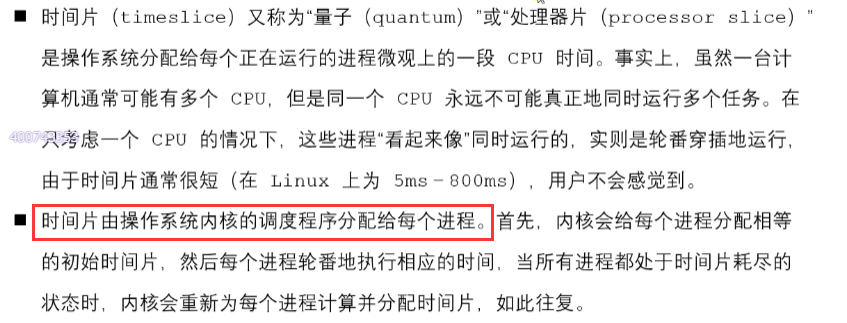 ■ 时间片（timeslice）又称为“量子（quantum）”或“处理器片（processor slice）”
是操作系统分配给每个正在运行的进程微观上的一段 CPU 时间。事实上，虽然一台计
算机通常可能有多个 CPU，但是同一个 CPU 永远不可能真正地同时运行多个任务。在
只考虑一个 CPU 的情况下，这些进程“看起来像”同时运行的，实则是轮番穿插地运行，
由于时间片通常很短（在 Linux 上为 5ms－800ms），用户不会感觉到。
■ 时间片由操作系统内核的调度程序分配给每个进程。首先，内核会给每个进程分配相等
的初始时间片，然后每个进程轮番地执行相应的时间，当所有进程都处于时间片耗尽的
状态时，内核会重新为每个进程计算并分配时间片，如此往复。